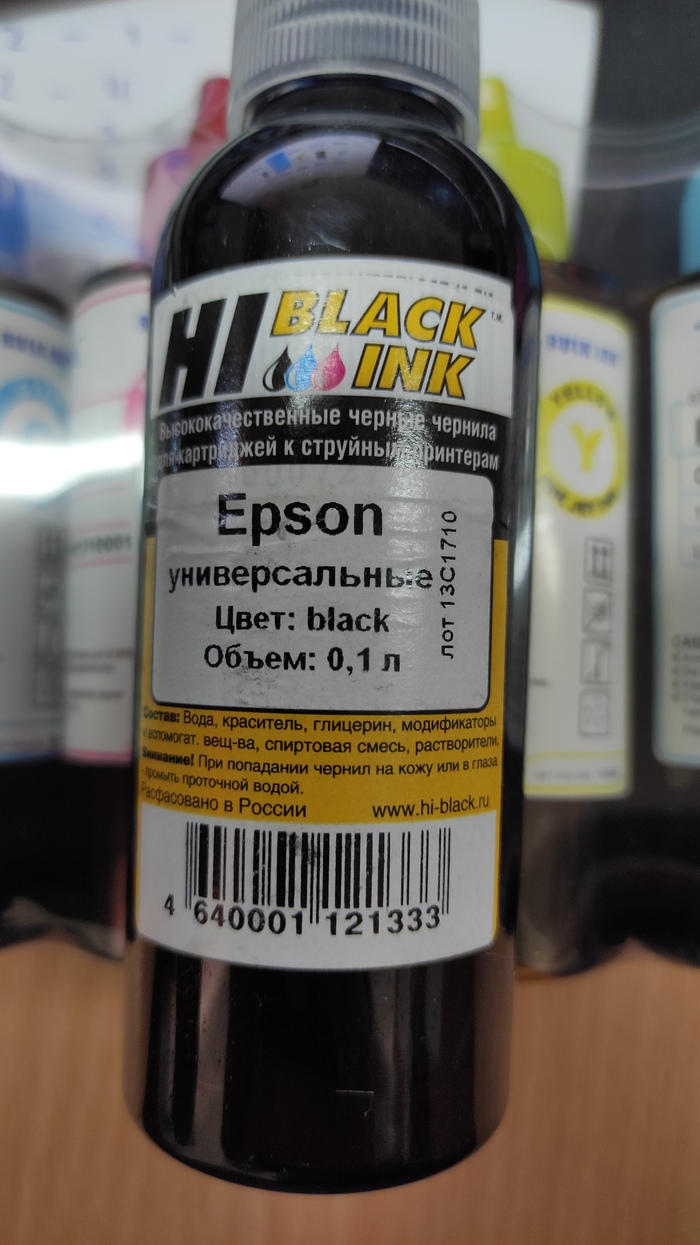 HI BLACK INK ™
Высококачественные черные чернила
для картриджей к струйным принтерам
Epson
универсальные
Цвет: black
Объем: 0,1 л
лот 13С1710
Состав: Вода, краситель, глицерин, модификаторы
и вспомогат. вещ-ва, спиртовая смесь, растворители.
Внимание! При попадании чернил на кожу или в глаза
- промыть проточной водой.
Расфасовано в России www.hi-black.ru
4 640001 121333
YELLOW
Y